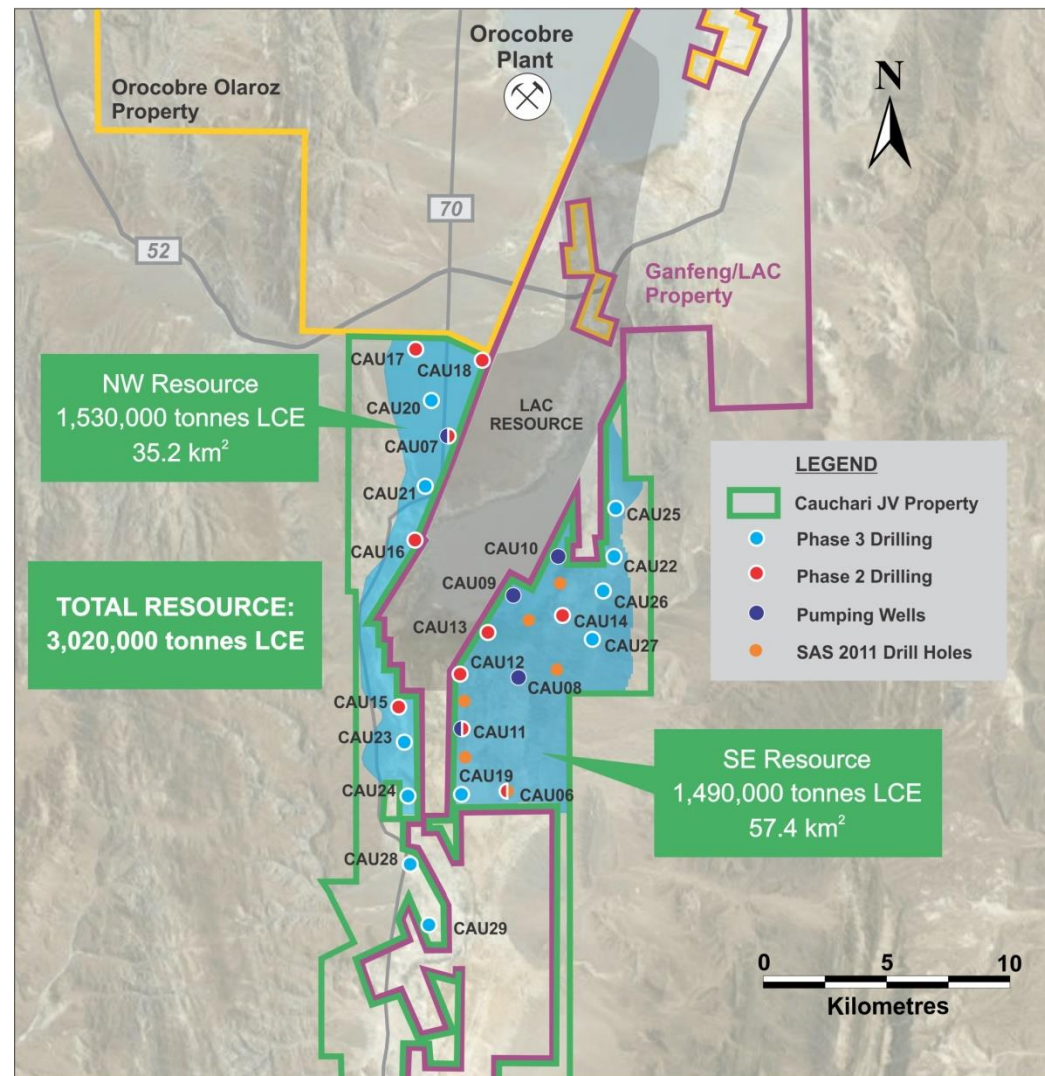 Orocobre
Plant
Orocobre Olaroz
Property
N
70
52
Ganfeng/LAC
Property
CAU17
CAU18
NW Resource
1,530,000 tonnes LCE
35.2 km²
CAU20
LAC
RESOURCE
CAU07
LEGEND
Cauchari JV Property
Phase 3 Drilling
Phase 2 Drilling
Pumping Wells
SAS 2011 Drill Holes
CAU21
CAU25
CAU16
CAU10
CAU22
CAU09
CAU26
TOTAL RESOURCE:
3,020,000 tonnes LCE
CAU13
CAU14
CAU27
CAU12
CAU08
CAU15
CAU11
CAU23
SE Resource
1,490,000 tonnes LCE
57.4 km²
CAU19
CAU24
CAU06
CAU28
CAU29
0 5 10
Kilometres